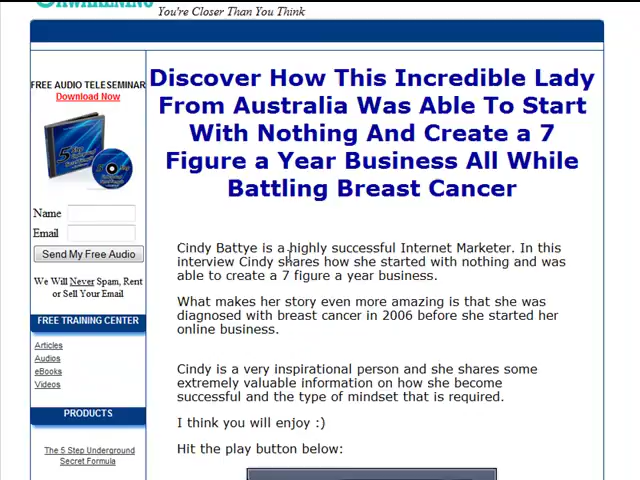 AWAKENING
You're Closer Than You Think
FREE AUDIO TELESEMINAR
Download Now
Name
Email
Send My Free Audio
We Will Never Spam, Rent
or Sell Your Email
FREE TRAINING CENTER
Articles
Audios
eBooks
Videos
PRODUCTS
The 5 Step Underground
Secret Formula
Discover How This Incredible Lady
From Australia Was Able To Start
With Nothing And Create a 7
Figure a Year Business All While
Battling Breast Cancer
Cindy Battye is a highly successful Internet Marketer. In this
interview Cindy shares how she started with nothing and was
able to create a 7 figure a year business.
What makes her story even more amazing is that she was
diagnosed with breast cancer in 2006 before she started her
online business.
Cindy is a very inspirational person and she shares some
extremely valuable information on how she become
successful and the type of mindset that is required.
I think you will enjoy :)
Hit the play button below: